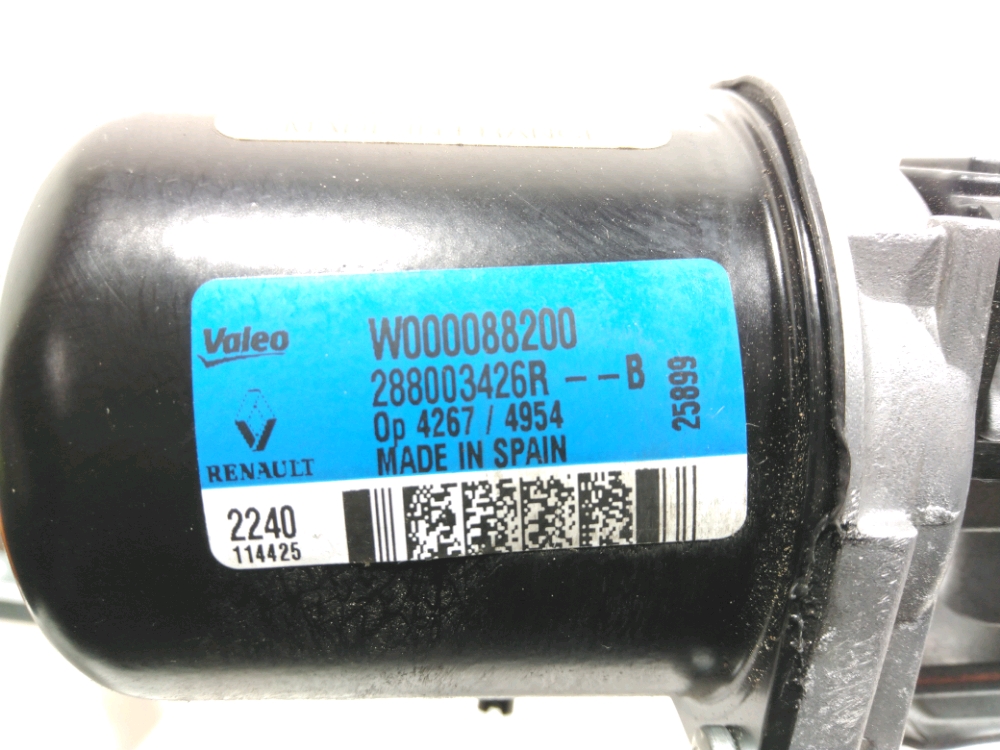 Valeo
W000088200
288003426R --B
Op 4267 / 4954
MADE IN SPAIN
25899
RENAULT
2240
114425